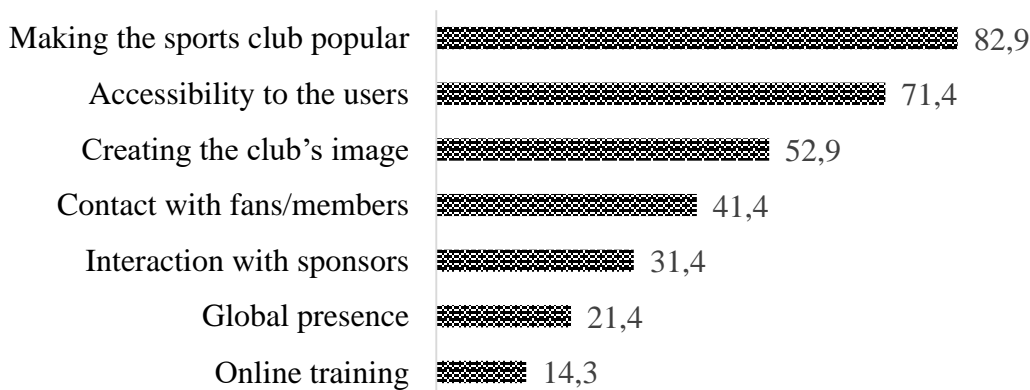 Making the sports club popular 82,9
Accessibility to the users 71,4
Creating the club's image 52,9
Contact with fans/members 41,4
Interaction with sponsors 31,4
Global presence 21,4
Online training 14,3